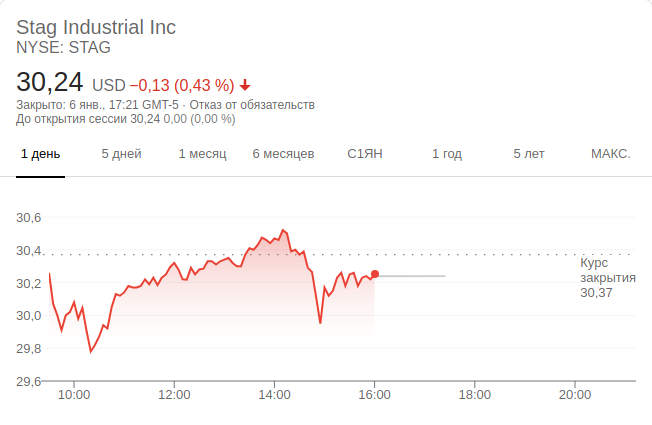 Stag Industrial Inc
NYSE: STAG
30,24 USD −0,13 (0,43 %)
Закрыто: 6 янв., 17:21 GMT-5 · Отказ от обязательств
До открытия сессии 30,24 0,00 (0,00 %)
1 день 5 дней 1 месяц 6 месяцев С1ЯН 1 год 5 лет МАКС.
30,6
30,4
30,2
30,0
29,8
29,6
Курс
закрытия
30,37
10:00 12:00 14:00 16:00 18:00 20:00